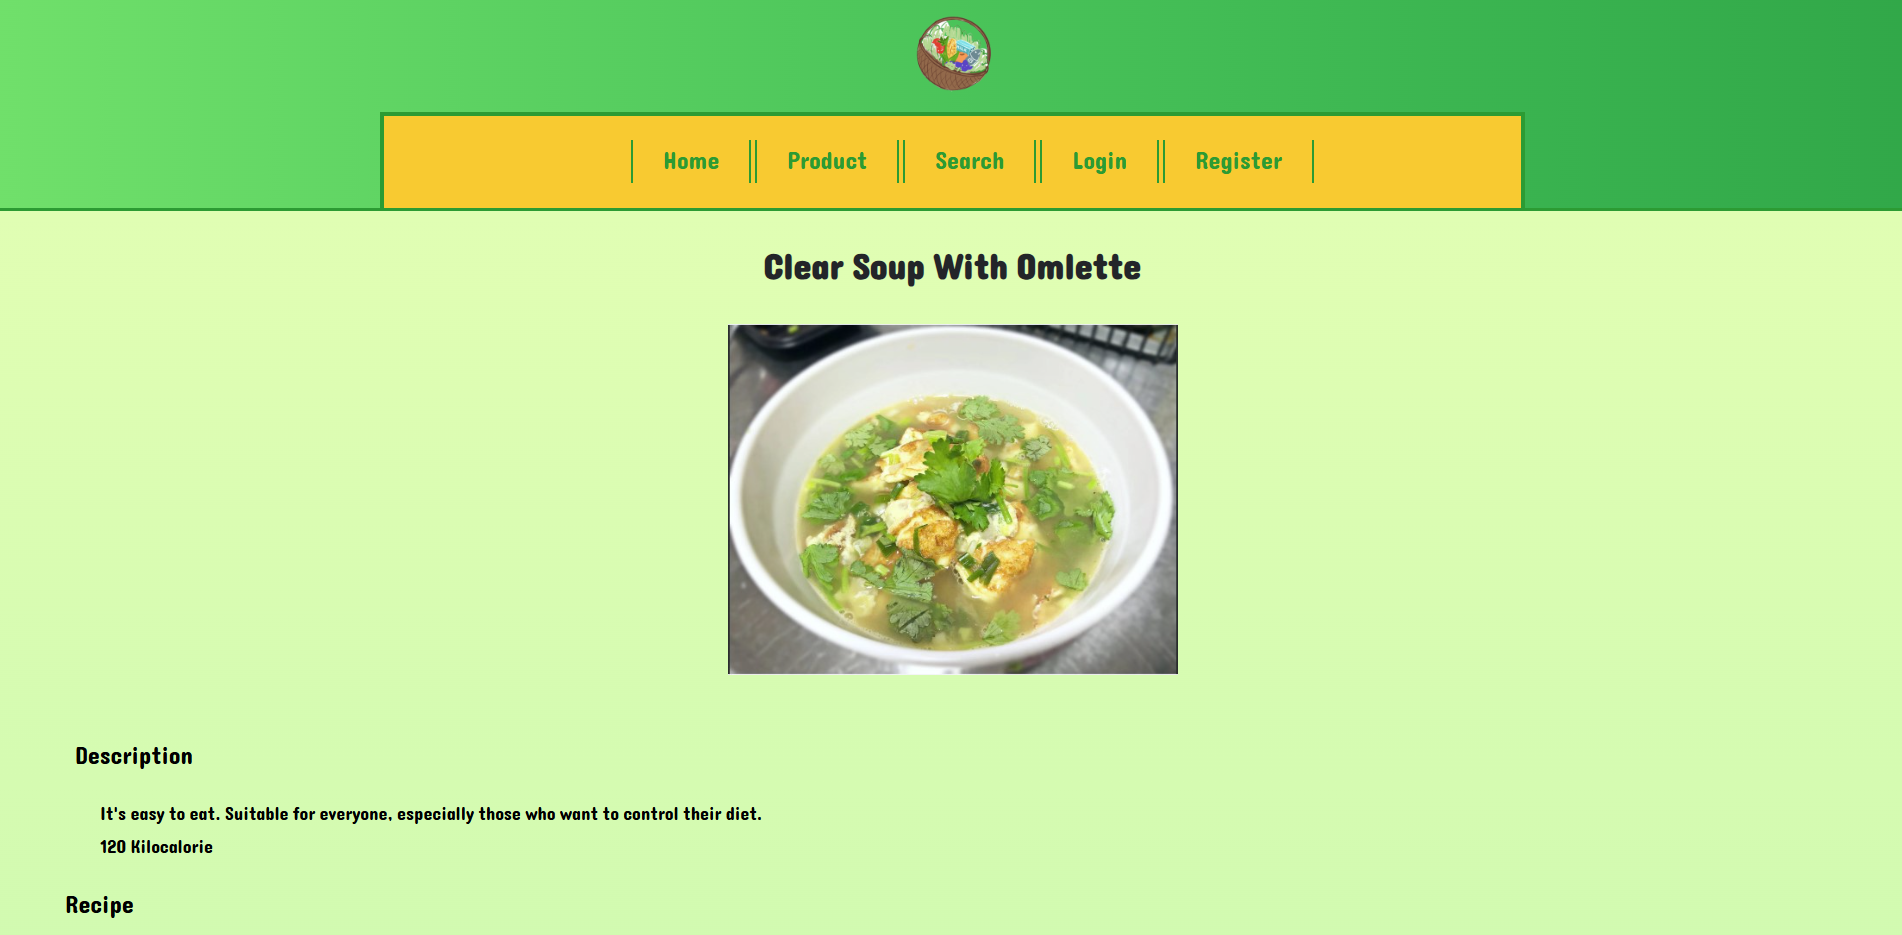 Home Product Search Login Register
Clear Soup With Omlette
Description
It's easy to eat. Suitable for everyone, especially those who want to control their diet.
120 Kilocalorie
Recipe